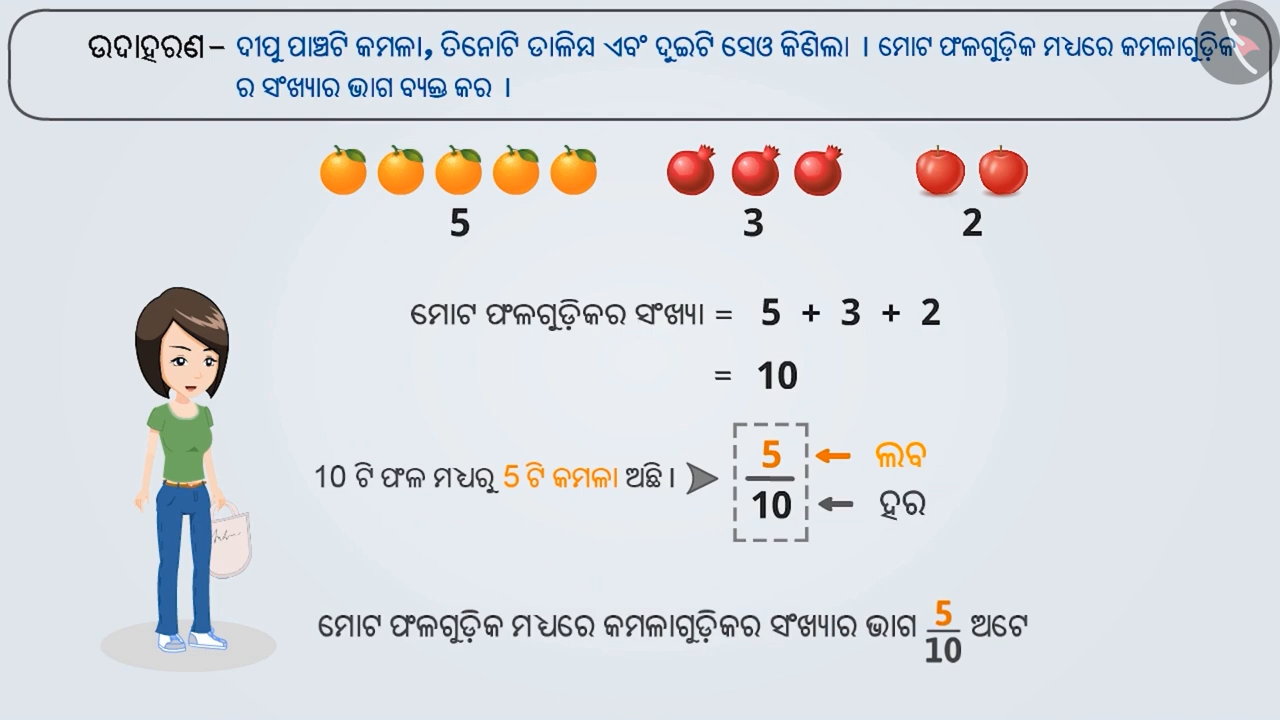 ଉଦାହରଣ – ଦୀପୁ ପାଞ୍ଚଟି କମଳା, ତିନୋଟି ଡାଳିଯ ଏବଂ ଦୁଇଟି ସେଓ କିଣିଲା । ମୋଟ ଫଳଗୁଡ଼ିକ ମଧ୍ୟରେ କମଳାଗୁଡ଼ିକ
ର ସଂଖ୍ୟାର ଭାଗ ବ୍ୟକ୍ତ କର ।
5 3 2
ମୋଟ ଫଳଗୁଡ଼ିକର ସଂଖ୍ୟା = 5 + 3 + 2
= 10
10 ଟି ଫଳ ମଧ୍ୟରୁ 5 ଟି କମଳା ଅଛି । 5/10
ଲବ
ହର
ମୋଟ ଫଳଗୁଡ଼ିକ ମଧ୍ୟରେ କମଳାଗୁଡ଼ିକର ସଂଖ୍ୟାର ଭାଗ 5/10 ଅଟେ